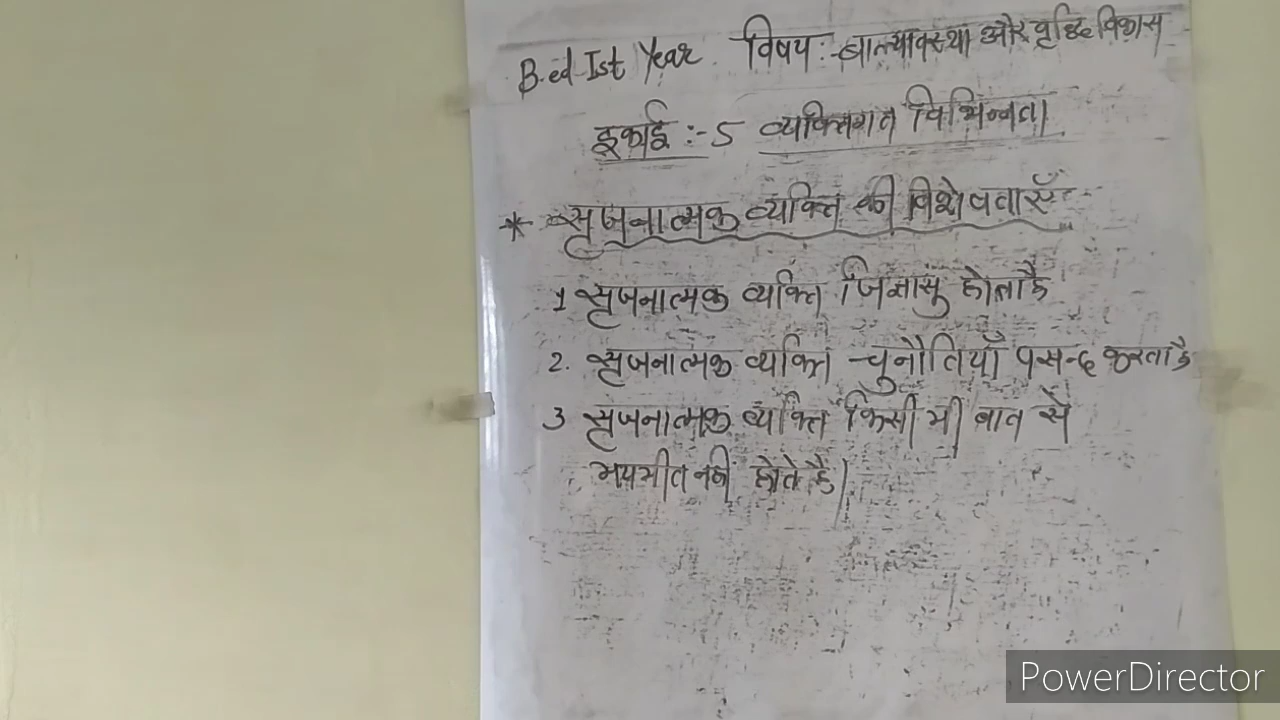 B.ed Ist Year. विषय :- बाल्यावस्था और वृद्धि विकास
इकाई :- 5 व्यक्तिगत विभिन्नता
* सृजनात्मक व्यक्ति की विशेषताएँ
1 सृजनात्मक व्यक्ति जिज्ञासु होता है
2. सृजनात्मक व्यक्ति चुनौतियाँ पसन्द करता है
3 सृजनात्मक व्यक्ति किसी भी बात से
भयभीत नही होते है।
PowerDirector